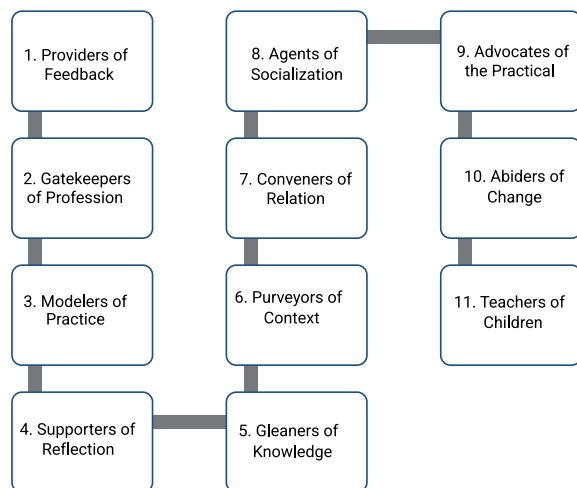 1. Providers of
Feedback
2. Gatekeepers
of Profession
3. Modelers of
Practice
4. Supporters of
Reflection
5. Gleaners of
Knowledge
6. Purveyors of
Context
7. Conveners of
Relation
8. Agents of
Socialization
9. Advocates of
the Practical
10. Abiders of
Change
11. Teachers of
Children